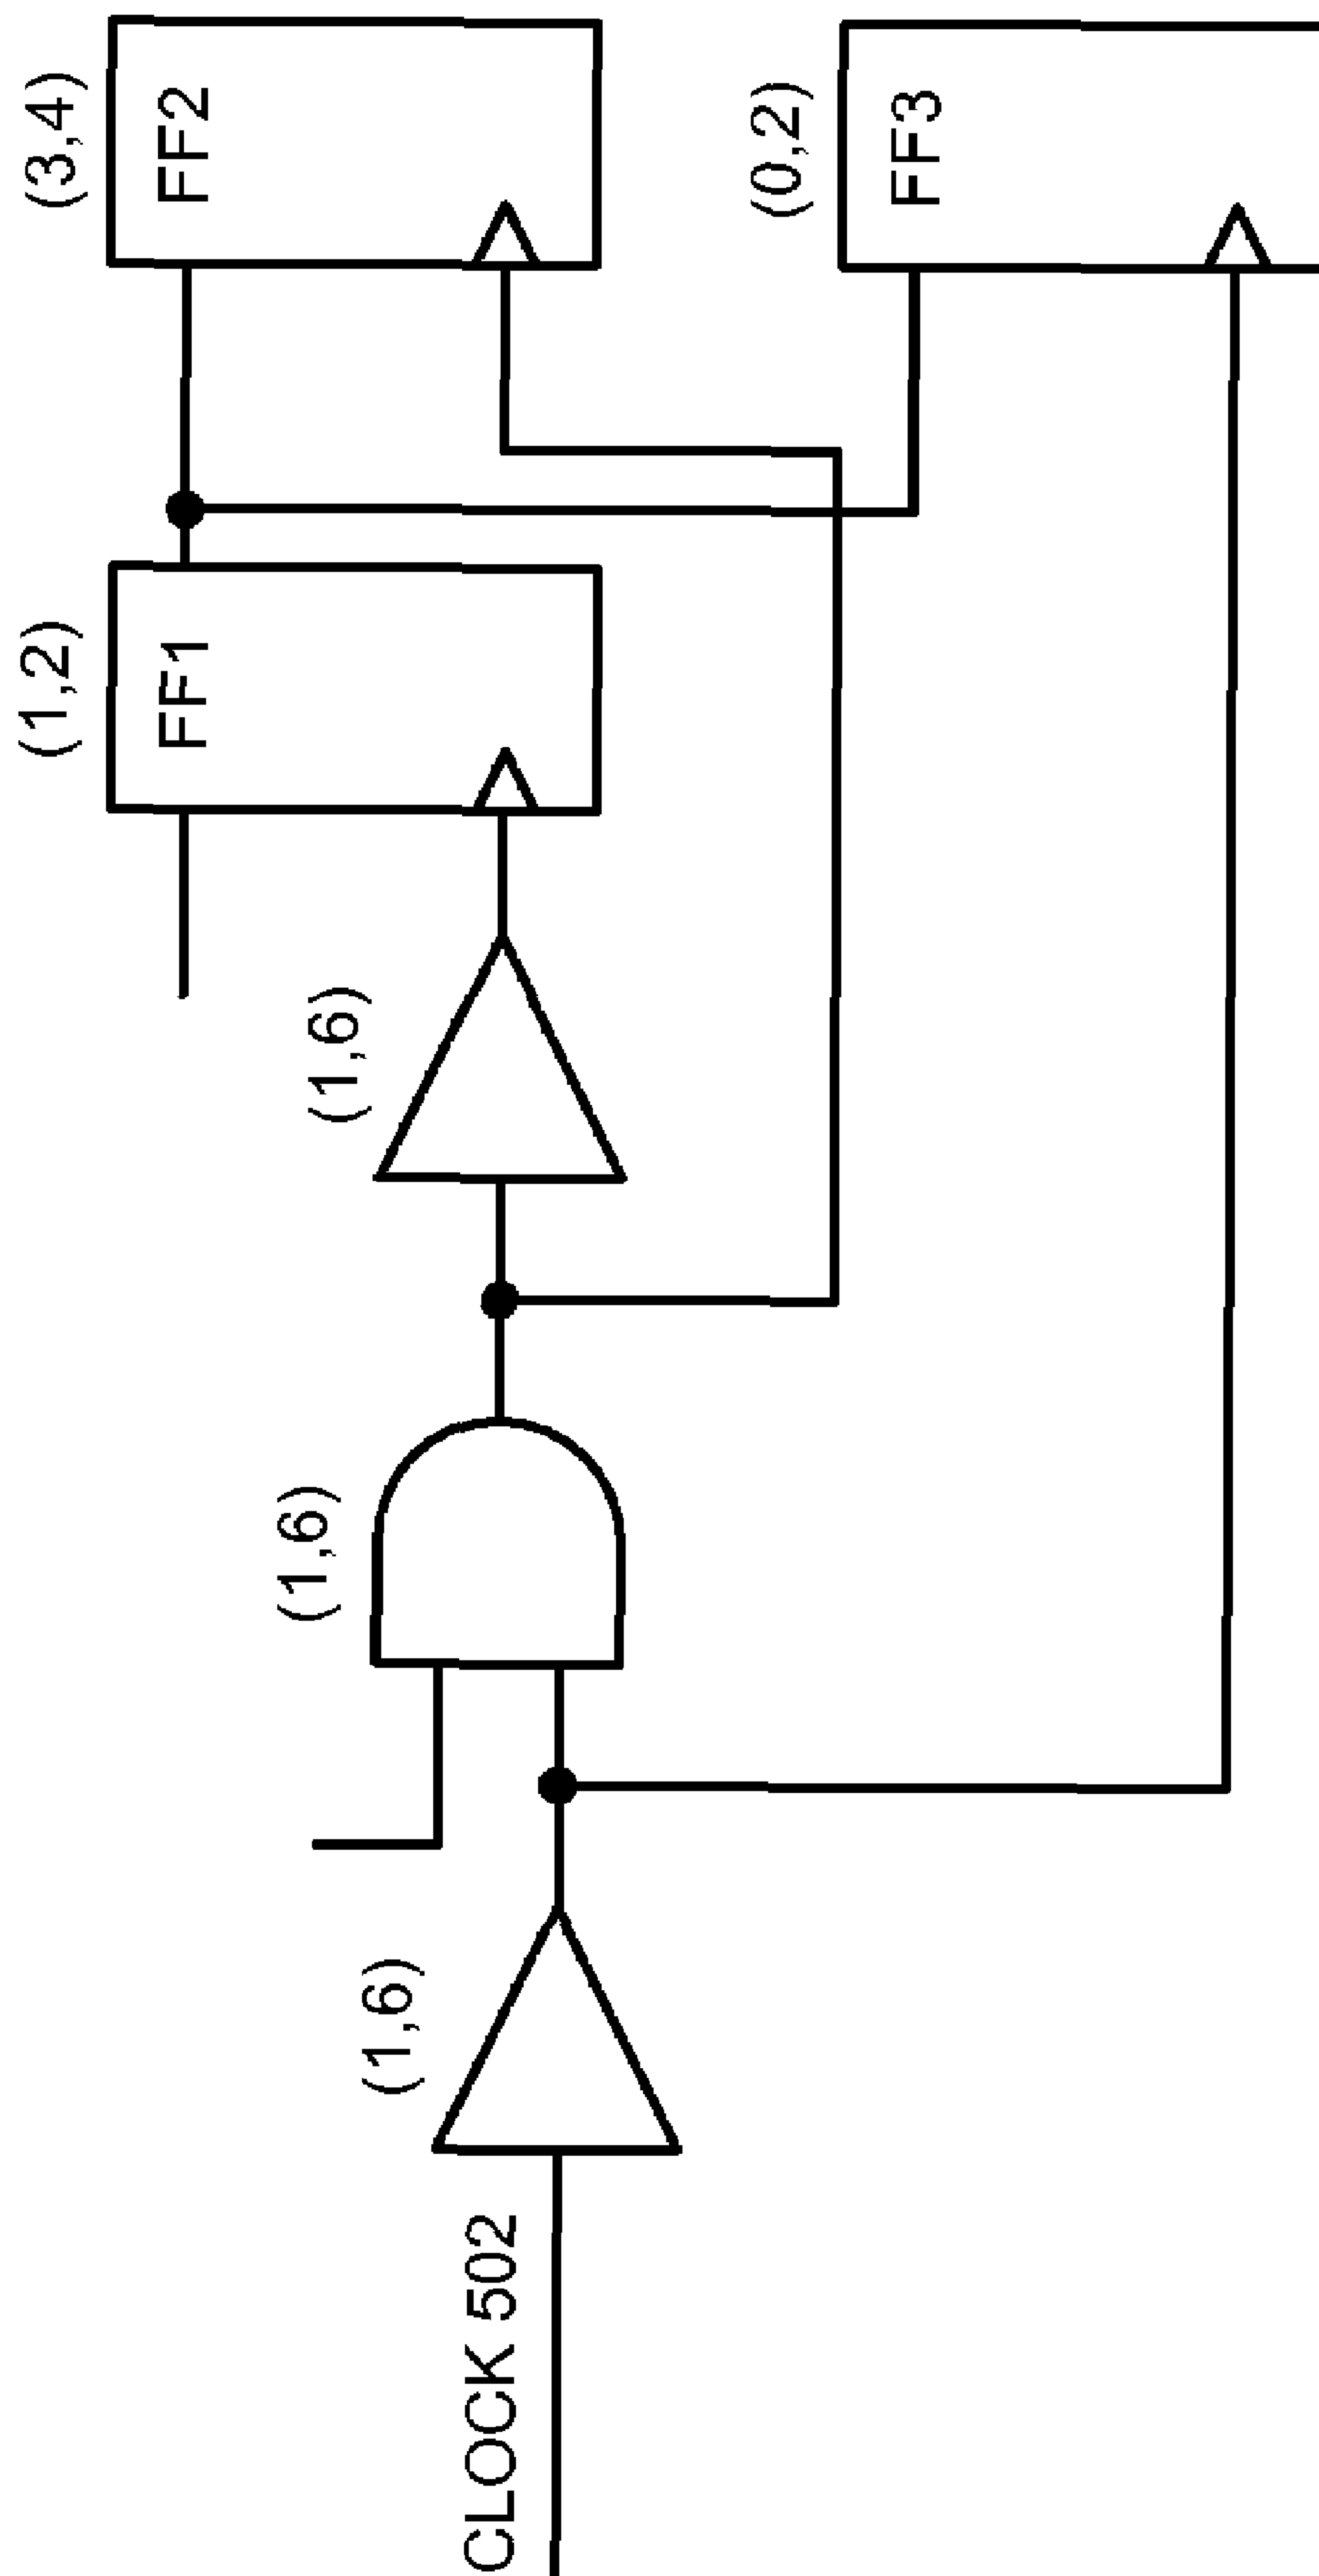 (1,2)
(3,4)
FF1
FF2
(1,6)
(1,6)
(1,6)
CLOCK 502
(0,2)
FF3